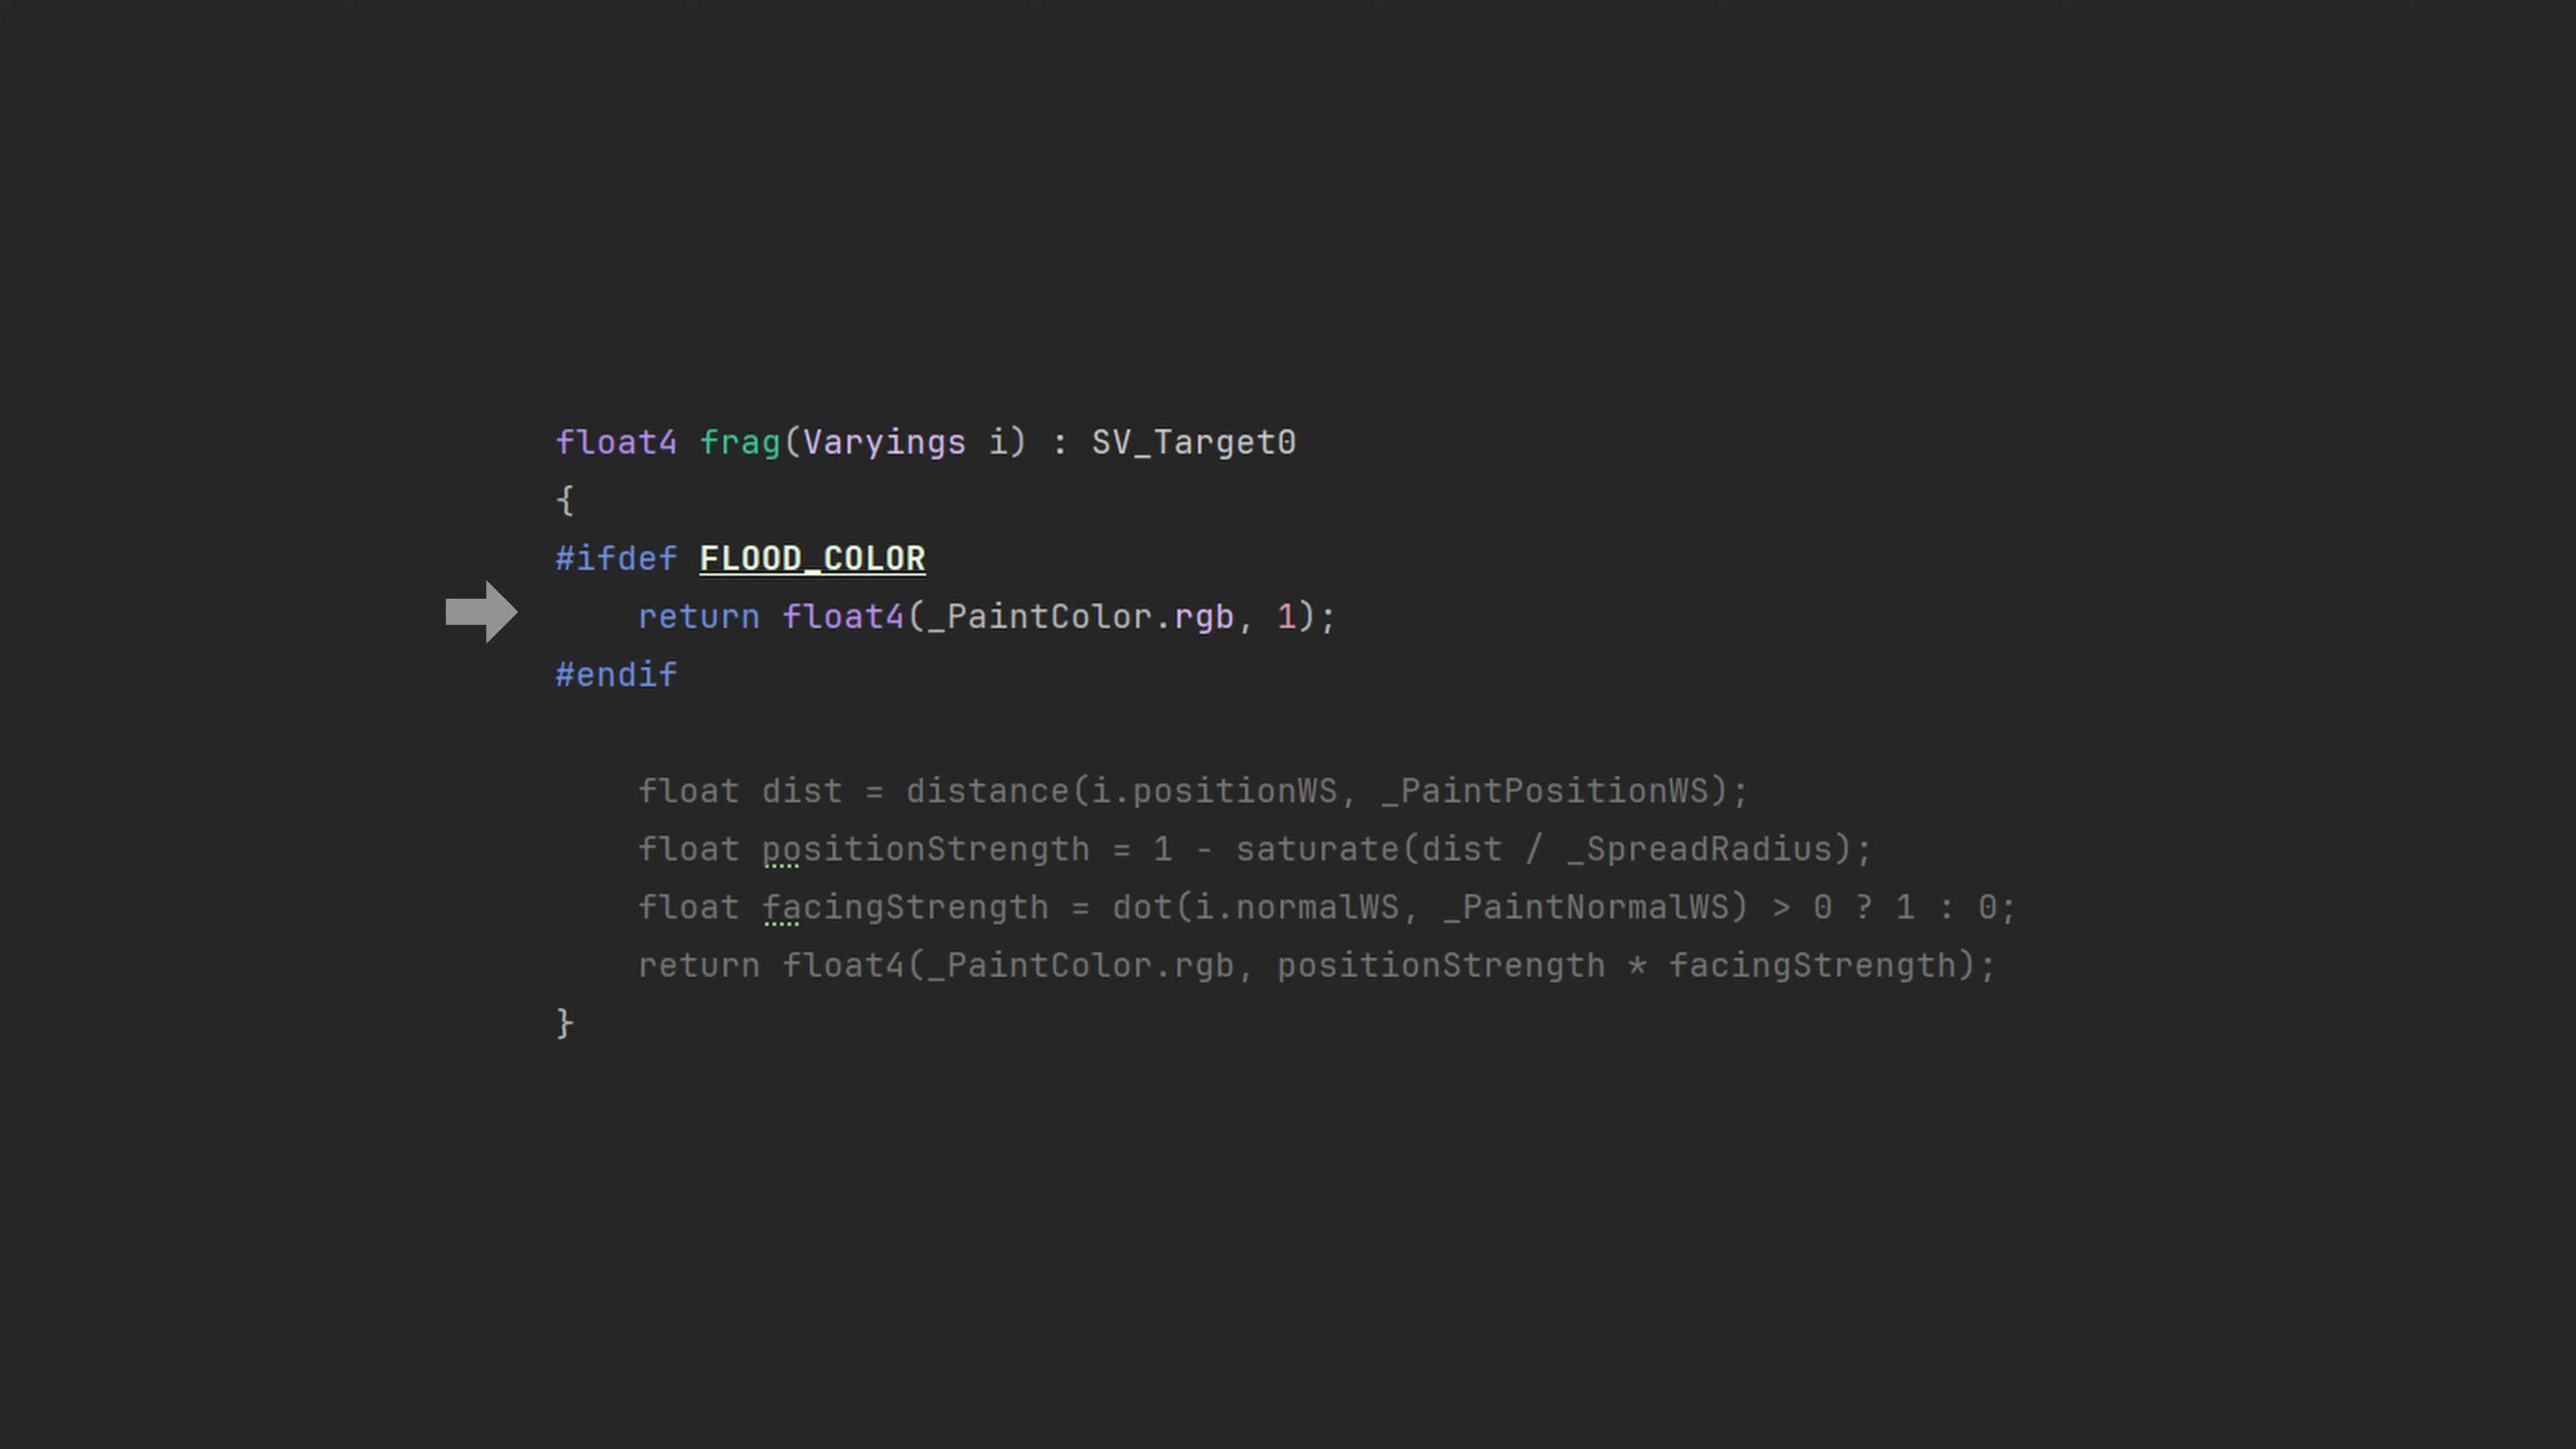 float4 frag(Varyings i) : SV_Target0
{
#ifdef FLOOD_COLOR
    return float4(_PaintColor.rgb, 1);
#endif
    float dist = distance(i.positionWS, _PaintPositionWS);
    float positionStrength = 1 - saturate(dist / _SpreadRadius);
    float facingStrength = dot(i.normalWS, _PaintNormalWS) > 0 ? 1 : 0;
    return float4(_PaintColor.rgb, positionStrength * facingStrength);
}